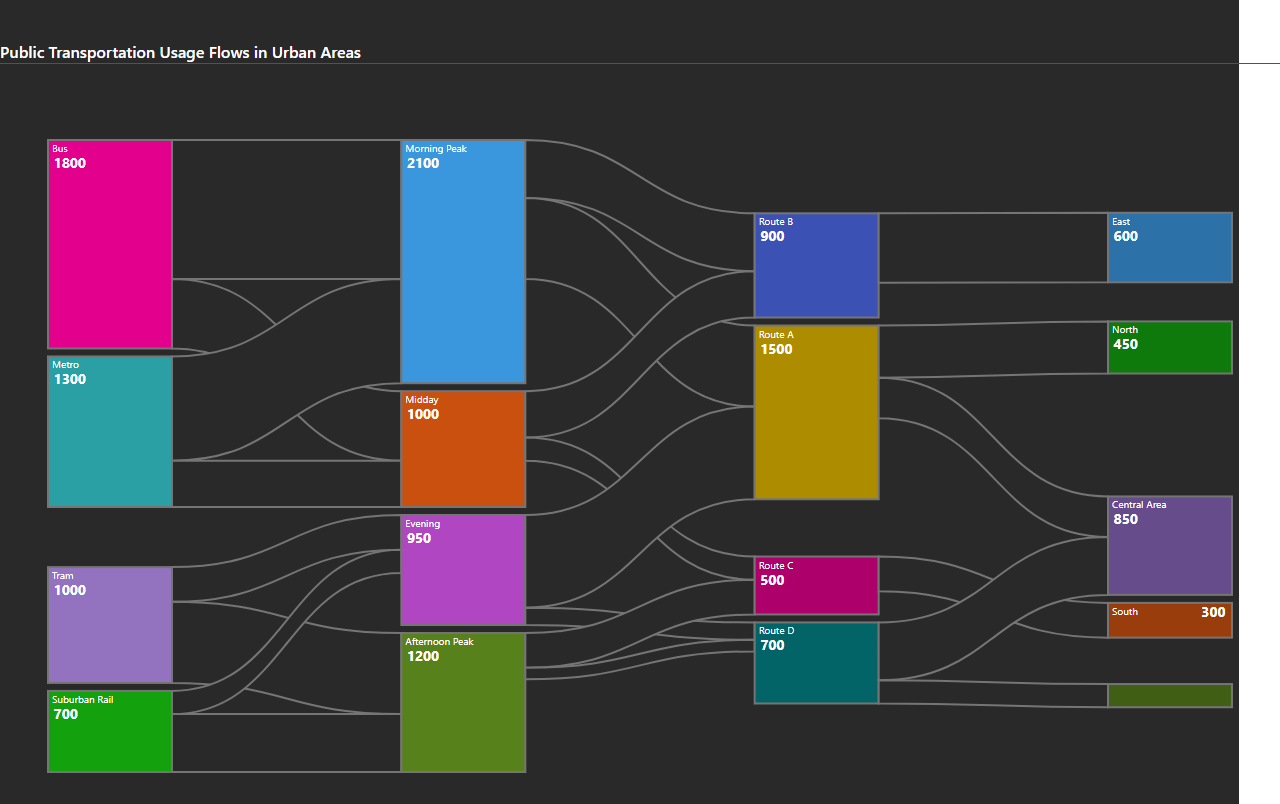 Public Transportation Usage Flows in Urban Areas
Bus
1800
Metro
1300
Tram
1000
Suburban Rail
700
Morning Peak
2100
Midday
1000
Evening
950
Afternoon Peak
1200
Route B
900
Route A
1500
Route C
500
Route D
700
East
600
North
450
Central Area
850
South 300